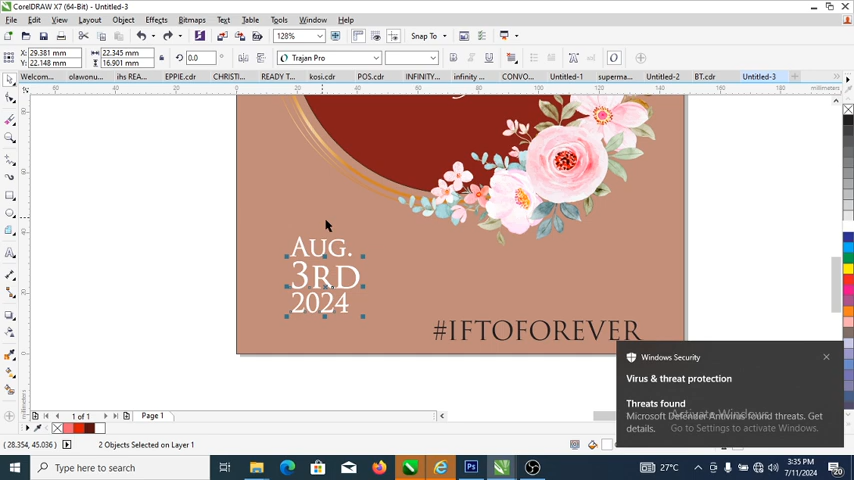 CorelDRAW X7 (64-Bit) - Untitled-3
File Edit View Layout Object Effects Bitmaps Text Table Tools Window Help
128% Snap To
X: 29.381 mm 22.345 mm
Y: 22.148 mm 16.901 mm
0.0 Trajan Pro
Welcom... olawonu... ihs REA... EPPIE.cdr CHRISTI... READY T... kosi.cdr POS.cdr INFINITY... infinity ... CONVO... Untitled-1 superma... Untitled-2 BT.cdr Untitled-3
millimeters
AUG.
3RD
2024
#IFTOFOREVER
Windows Security
Virus & threat protection
Threats found
Microsoft Defender Antivirus found threats. Get details.
Activate Windows
Go to Settings to activate Windows.
1 of 1 Page 1
(28.354, 45.036) 2 Objects Selected on Layer 1
Type here to search
27°C
3:35 PM
7/11/2024
20